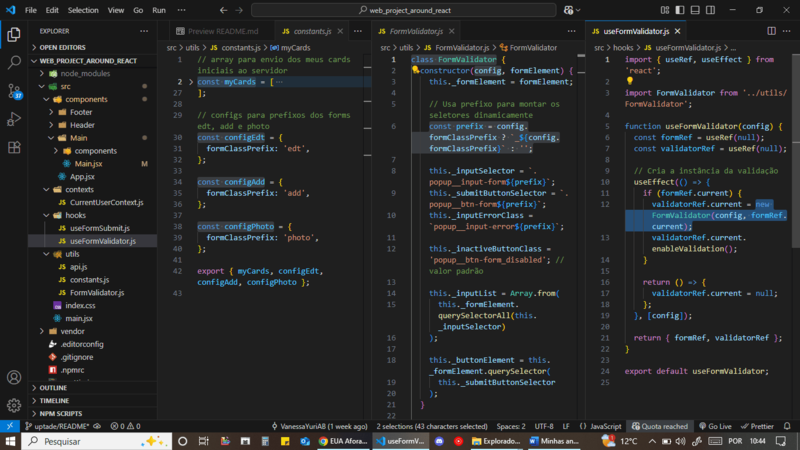 File Edit
web_project_around_react
EXPLORER
OPEN EDITORS
WEB_PROJECT_AROUND_REACT
node_modules
src
components
Footer
Header
Main
components
Main.jsx M
App.jsx
contexts
CurrentUserContext.js
hooks
useFormSubmit.js
useFormValidator.js
utils
api.js
constants.js
FormValidator.js
index.css
main.jsx
vendor
.editorconfig
.gitignore
.npmrc
OUTLINE
TIMELINE
NPM SCRIPTS
37
Preview README.md
constants.js
src > utils > constants.js > myCards
1 // array para envio dos meus cards
iniciais ao servidor
2 const myCards = [ ...
27 ];
28
29 // configs para prefixos dos forms
edt, add e photo
30 const configEdt = {
31 formClassPrefix: 'edt',
32 };
33
34 const configAdd = {
35 formClassPrefix: 'add',
36 };
37
38 const configPhoto = {
39 formClassPrefix: 'photo',
40 };
41
42 export { myCards, configEdt,
configAdd, configPhoto };
43
FormValidator.js
src > utils > FormValidator.js > FormValidator
1 class FormValidator {
2 constructor(config, formElement) {
3 this._formElement = formElement;
4
5 // Usa prefixo para montar os
seletores dinamicamente
6 const prefix = config.
formClassPrefix ? `_${config.
formClassPrefix}` : '';
7
8 this._inputSelector = `.
popup__input-form${prefix}`;
9 this._submitButtonSelector = `.
popup__btn-form${prefix}`;
10 this._inputErrorClass =
`popup__input-error${prefix}`;
11
12 this._inactiveButtonClass =
'popup__btn-form_disabled'; //
valor padrão
13
14 this._inputList = Array.from(
15 this._formElement.
querySelectorAll(this.
_inputSelector)
16 );
17
18 this._buttonElement = this.
_formElement.querySelector(
19 this._submitButtonSelector
20 );
21 }
22
useFormValidator.js
src > hooks > useFormValidator.js > ...
1 import { useRef, useEffect } from
'react';
2
3 import FormValidator from '../utils/
FormValidator';
4
5 function useFormValidator(config) {
6 const formRef = useRef(null);
7 const validatorRef = useRef(null);
8
9 // Cria a instância da validação
10 useEffect(() => {
11 if (formRef.current) {
12 validatorRef.current = new
FormValidator(config, formRef.
current);
13 validatorRef.current.
enableValidation();
14 }
15
16 return () => {
17 validatorRef.current = null;
18 };
19 }, [config]);
20
21 return { formRef, validatorRef };
22 }
23
24 export default useFormValidator;
25
uptade/README* 0 0
VanessaYuriAB (1 week ago) 2 selections (43 characters selected) Spaces: 2 UTF-8 LF {} JavaScript Quota reached Go Live Prettier
Pesquisar
EUA Afora...
useFormV...
Explorado...
Minhas an...
12°C
POR
10:44